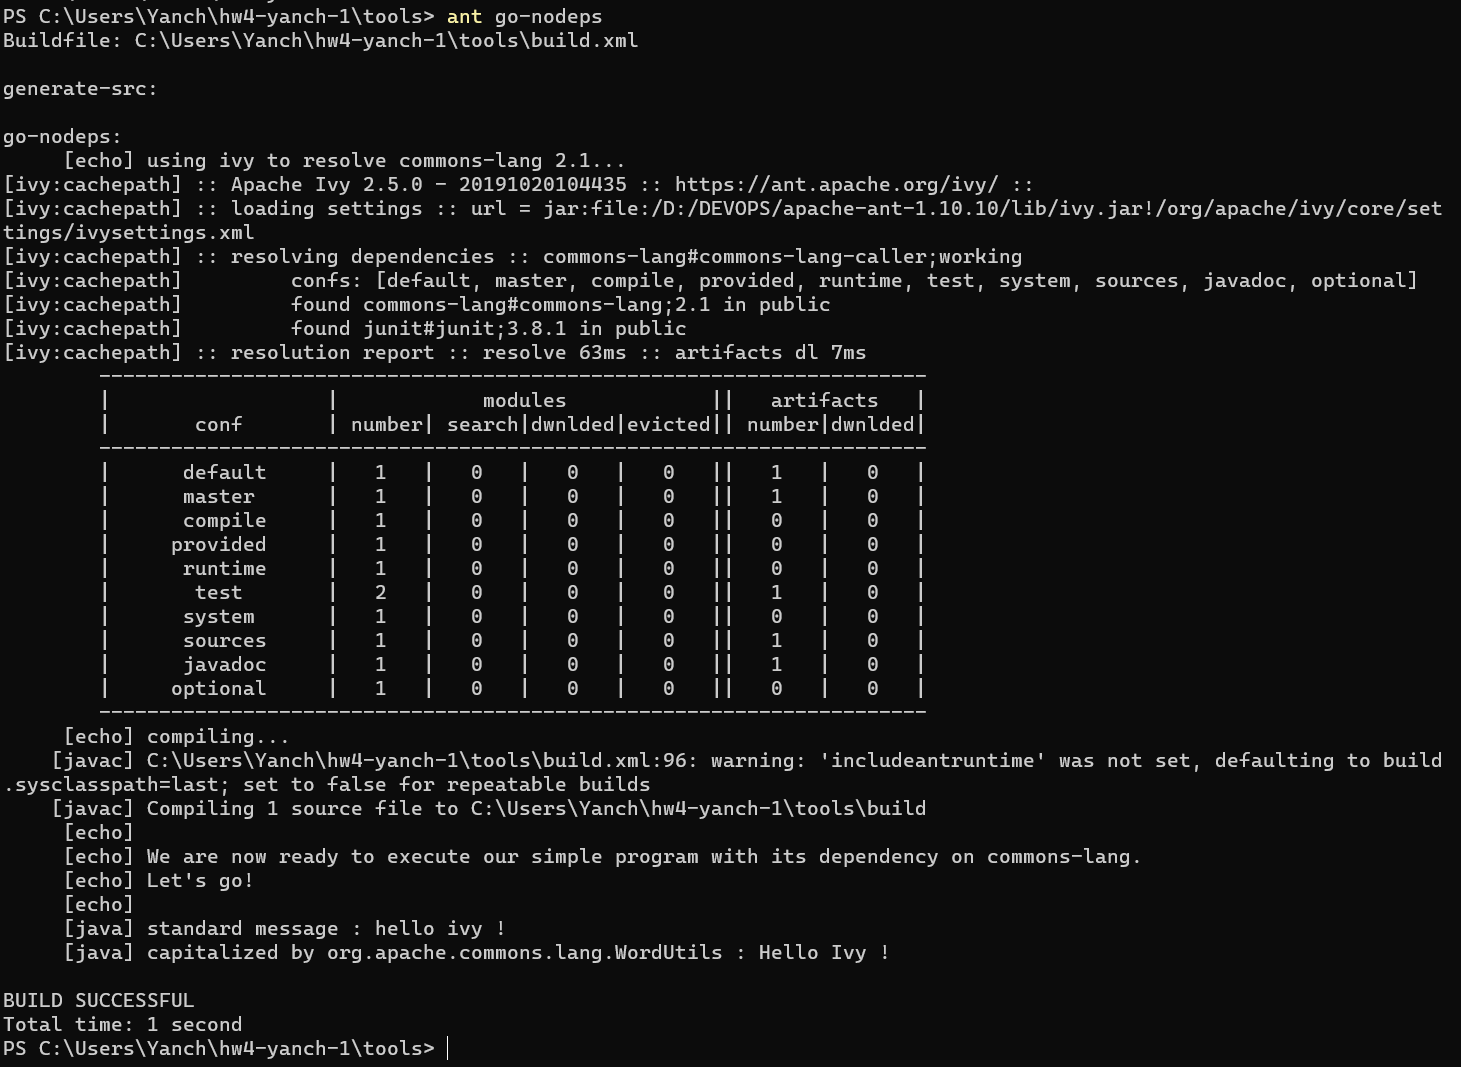 PS C:\Users\Yanch\hw4-yanch-1\tools> ant go-nodeps
Buildfile: C:\Users\Yanch\hw4-yanch-1\tools\build.xml

generate-src:

go-nodeps:
     [echo] using ivy to resolve commons-lang 2.1...
[ivy:cachepath] :: Apache Ivy 2.5.0 - 20191020104435 :: https://ant.apache.org/ivy/ ::
[ivy:cachepath] :: loading settings :: url = jar:file:/D:/DEVOPS/apache-ant-1.10.10/lib/ivy.jar!/org/apache/ivy/core/set
tings/ivysettings.xml
[ivy:cachepath] :: resolving dependencies :: commons-lang#commons-lang-caller;working
[ivy:cachepath]         confs: [default, master, compile, provided, runtime, test, system, sources, javadoc, optional]
[ivy:cachepath]         found commons-lang#commons-lang;2.1 in public
[ivy:cachepath]         found junit#junit;3.8.1 in public
[ivy:cachepath] :: resolution report :: resolve 63ms :: artifacts dl 7ms
        ---------------------------------------------------------------------
        |                  |            modules            ||   artifacts   |
        |       conf       | number| search|dwnlded|evicted|| number|dwnlded|
        ---------------------------------------------------------------------
        |      default     |   1   |   0   |   0   |   0   ||   1   |   0   |
        |      master      |   1   |   0   |   0   |   0   ||   1   |   0   |
        |      compile     |   1   |   0   |   0   |   0   ||   0   |   0   |
        |     provided     |   1   |   0   |   0   |   0   ||   0   |   0   |
        |      runtime     |   1   |   0   |   0   |   0   ||   0   |   0   |
        |       test       |   2   |   0   |   0   |   0   ||   1   |   0   |
        |      system      |   1   |   0   |   0   |   0   ||   0   |   0   |
        |      sources     |   1   |   0   |   0   |   0   ||   1   |   0   |
        |      javadoc     |   1   |   0   |   0   |   0   ||   1   |   0   |
        |     optional     |   1   |   0   |   0   |   0   ||   0   |   0   |
        ---------------------------------------------------------------------
     [echo] compiling...
    [javac] C:\Users\Yanch\hw4-yanch-1\tools\build.xml:96: warning: 'includeantruntime' was not set, defaulting to build
.sysclasspath=last; set to false for repeatable builds
    [javac] Compiling 1 source file to C:\Users\Yanch\hw4-yanch-1\tools\build
     [echo]
     [echo] We are now ready to execute our simple program with its dependency on commons-lang.
     [echo] Let's go!
     [echo]
     [java] standard message : hello ivy !
     [java] capitalized by org.apache.commons.lang.WordUtils : Hello Ivy !

BUILD SUCCESSFUL
Total time: 1 second
PS C:\Users\Yanch\hw4-yanch-1\tools>